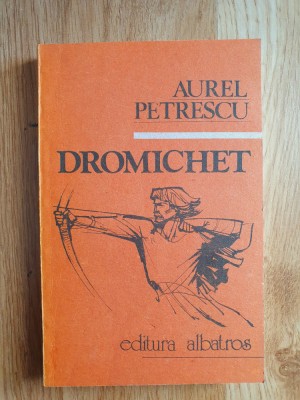 AUREL
PETRESCU
DROMICHET
editura albatros